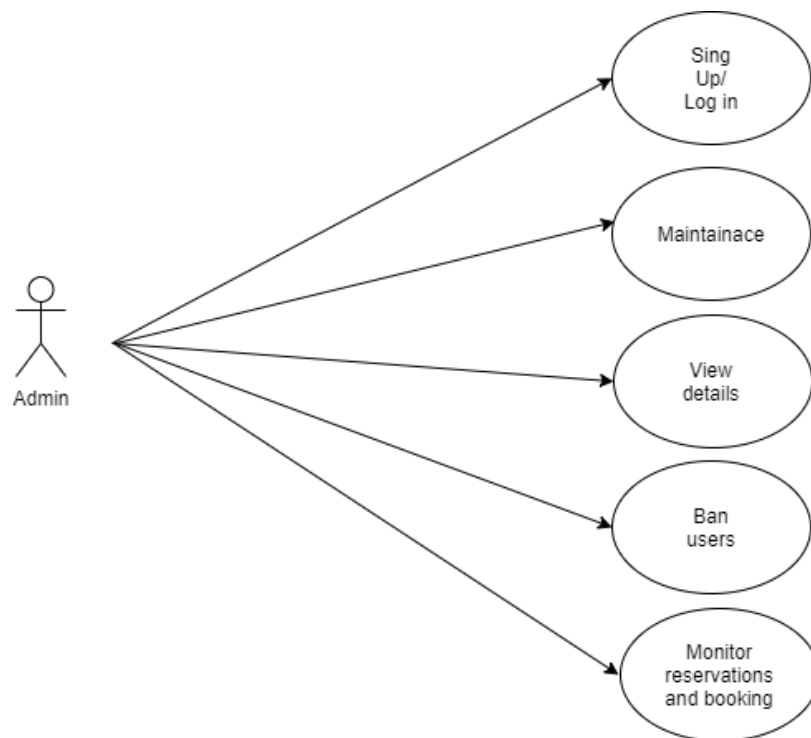 Sing
Up/
Log in
Maintainace
Admin
View
details
Ban
users
Monitor
reservations
and booking